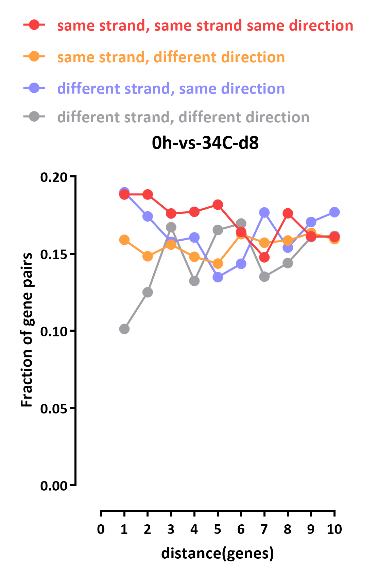 same strand, same strand same direction
same strand, different direction
different strand, same direction
different strand, different direction
0h-vs-34C-d8
0.20
0.15
0.10
0.05
0.00
Fraction of gene pairs
0 1 2 3 4 5 6 7 8 9 10
distance(genes)